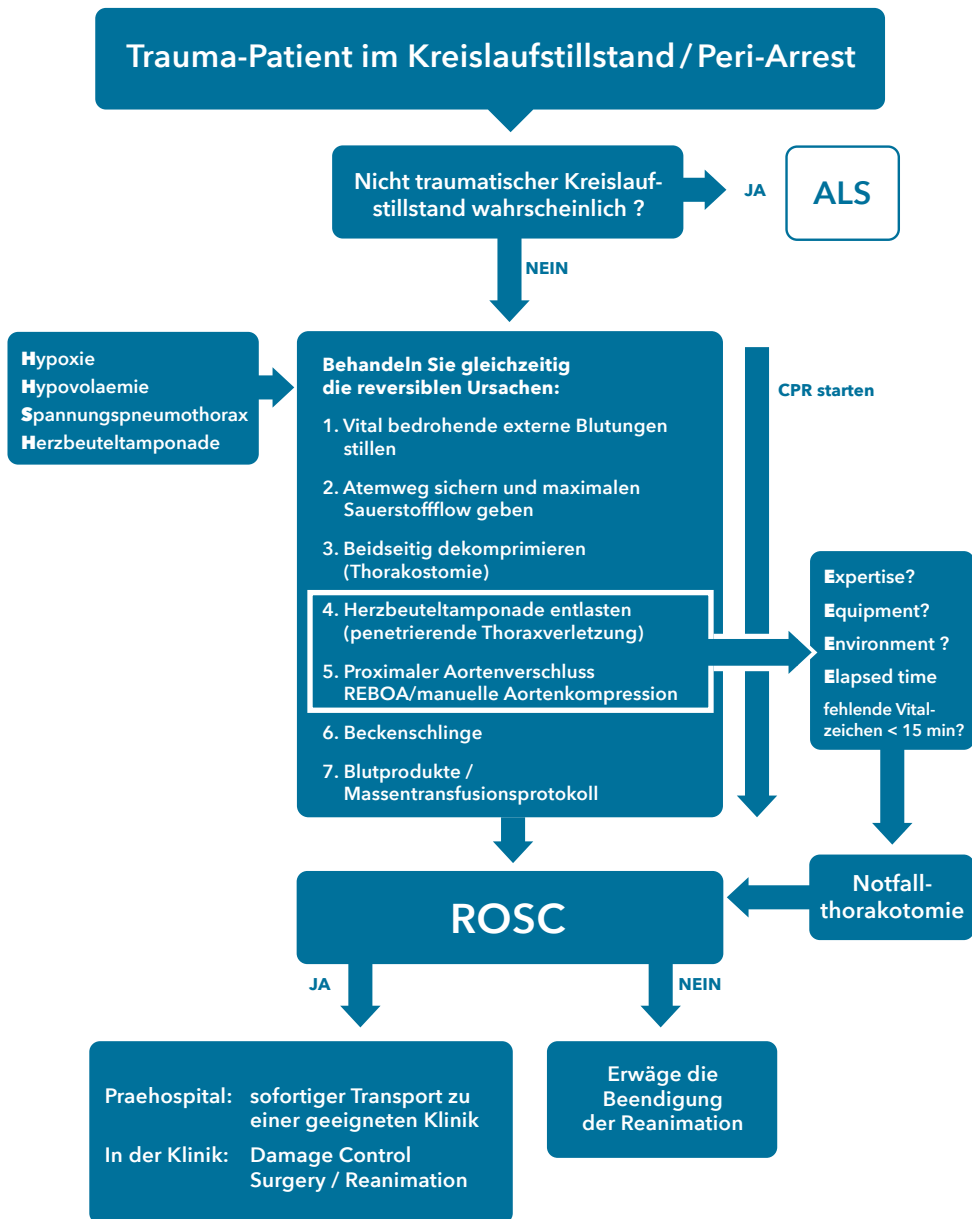 Trauma-Patient im Kreislaufstillstand / Peri-Arrest
Nicht traumatischer Kreislauf-
stillstand wahrscheinlich ?
JA
ALS
NEIN
Hypoxie
Hypovolaemie
Spannungspneumothorax
Herzbeuteltamponade
Behandeln Sie gleichzeitig
die reversiblen Ursachen:
1. Vital bedrohende externe Blutungen
stillen
2. Atemweg sichern und maximalen
Sauerstoffflow geben
3. Beidseitig dekomprimieren
(Thorakostomie)
4. Herzbeuteltamponade entlasten
(penetrierende Thoraxverletzung)
5. Proximaler Aortenverschluss
REBOA/manuelle Aortenkompression
6. Beckenschlinge
7. Blutprodukte /
Massentransfusionsprotokoll
CPR starten
Expertise?
Equipment?
Environment ?
Elapsed time
fehlende Vital-
zeichen < 15 min?
Notfall-
thorakotomie
ROSC
JA
NEIN
Praehospital: sofortiger Transport zu
einer geeigneten Klinik
In der Klinik: Damage Control
Surgery / Reanimation
Erwäge die
Beendigung
der Reanimation